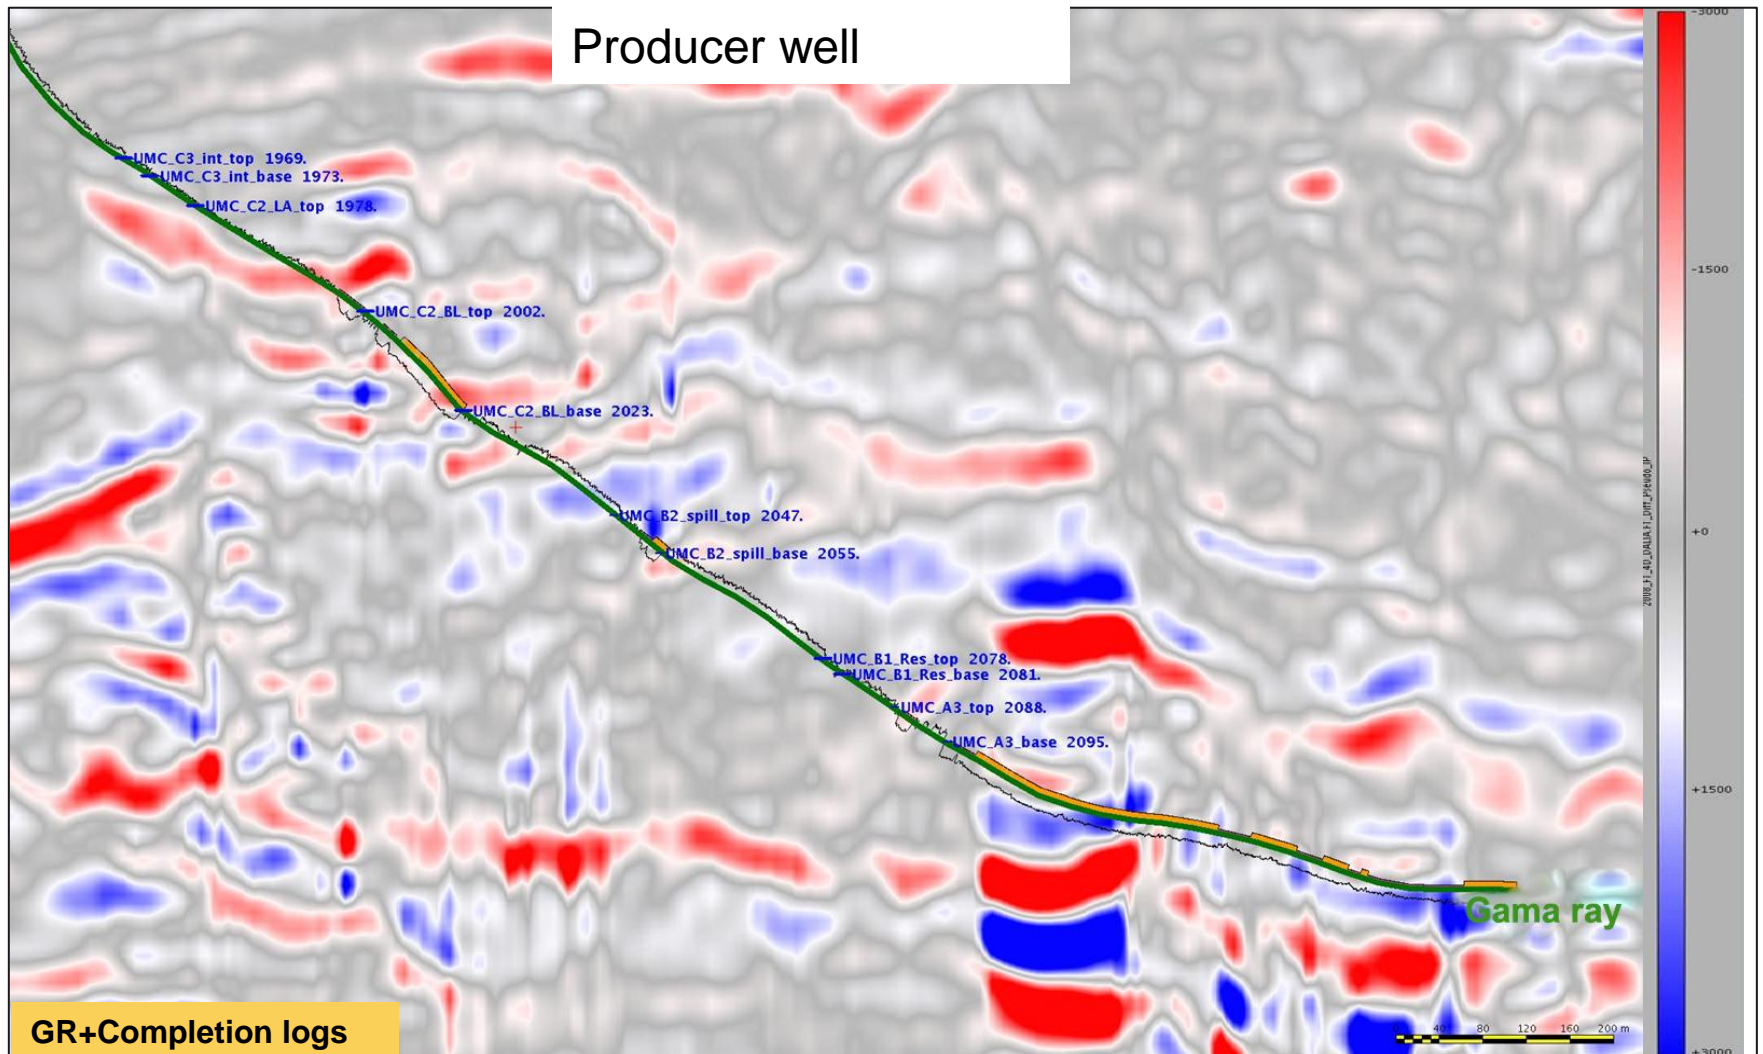 Producer well
-3000
UMC_C3_int_top 1969.
UMC_C3_int_base 1973.
UMC_C2_LA_top 1978.
-1500
UMC_C2_BL_top 2002.
UMC_C2_BL_base 2023.
UMC_B2_spill_top 2047.
+0
UMC_B2_spill_base 2055.
UMC_B1_Res_top 2078.
UMC_B1_Res_base 2081.
UMC_A3_top 2088.
UMC_A3_base 2095.
+1500
Gama ray
GR+Completion logs
0 40 80 120 160 200 m
+3000